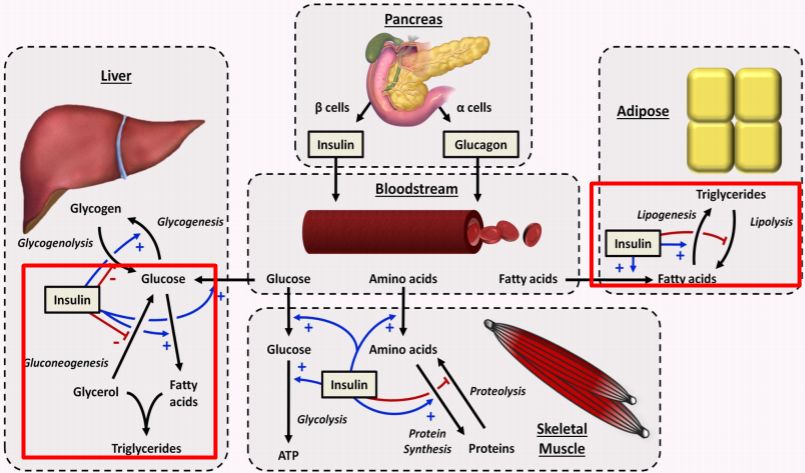 Pancreas
β cells
α cells
Insulin
Glucagon
Liver
Glycogen
Glycogenesis
Glycogenolysis
+
-
Glucose
+
Insulin
-
+
Gluconeogenesis
Glycerol
Fatty
acids
Triglycerides
Bloodstream
Glucose
Amino acids
Fatty acids
Adipose
Triglycerides
Lipogenesis
Lipolysis
Insulin
+
+
Fatty acids
+
+
Glucose
Amino acids
+
Insulin
Glycolysis
+
Proteolysis
Protein
Synthesis
ATP
Proteins
Skeletal
Muscle